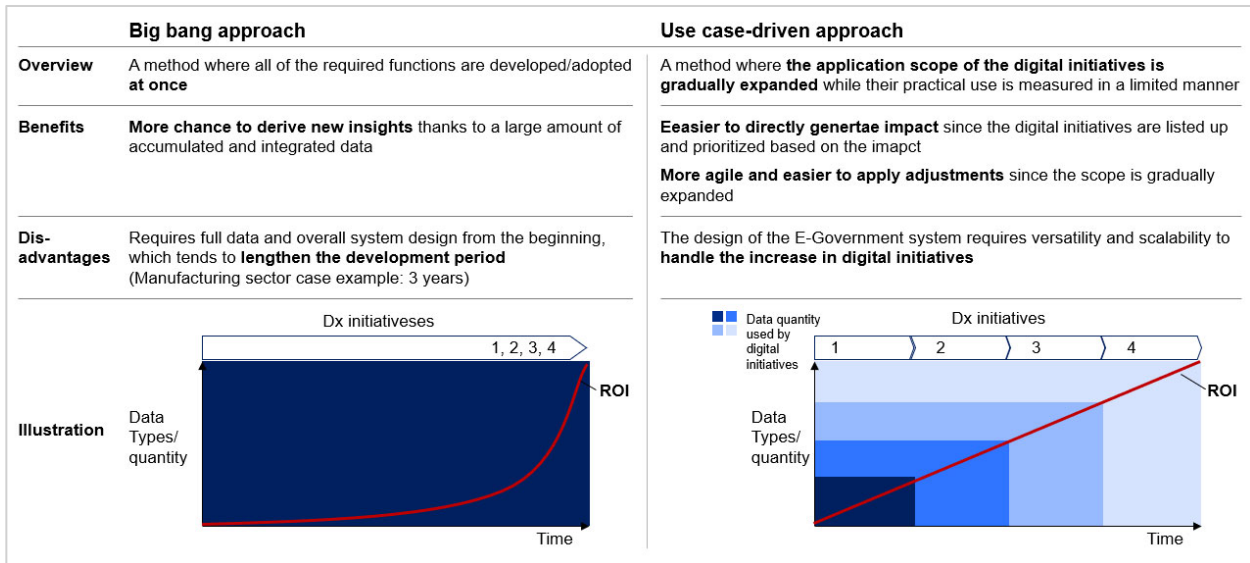 Big bang approach
Use case-driven approach
Overview
A method where all of the required functions are developed/adopted
at once
A method where the application scope of the digital initiatives is
gradually expanded while their practical use is measured in a limited manner
Benefits
More chance to derive new insights thanks to a large amount of
accumulated and integrated data
Eeasier to directly genertae impact since the digital initiatives are listed up
and prioritized based on the imapct
More agile and easier to apply adjustments since the scope is gradually
expanded
Dis-
advantages
Requires full data and overall system design from the beginning,
which tends to lengthen the development period
(Manufacturing sector case example: 3 years)
The design of the E-Government system requires versatility and scalability to
handle the increase in digital initiatives
Illustration
Dx initiativeses
1, 2, 3, 4
ROI
Data
Types/
quantity
Time
Data quantity
used by
digital
initiatives
Dx initiatives
1
2
3
4
ROI
Data
Types/
quantity
Time